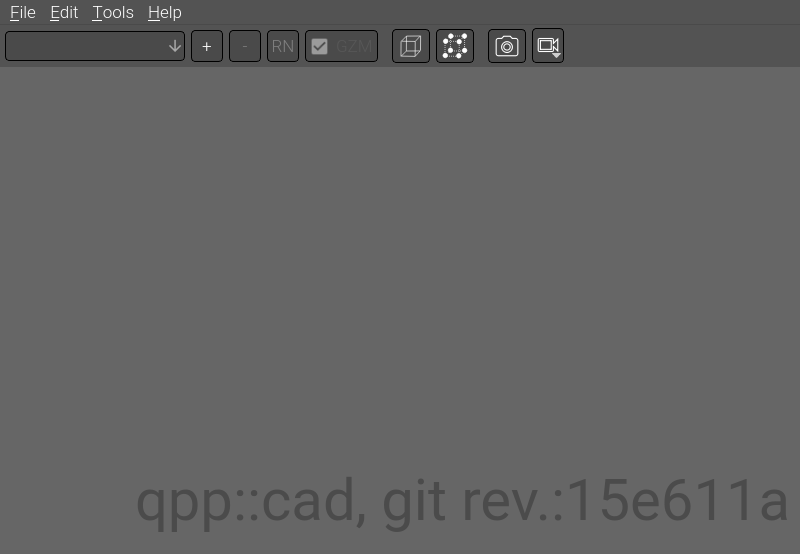 File Edit Tools Help
+ - RN GZM
qpp::cad, git rev.:15e611a